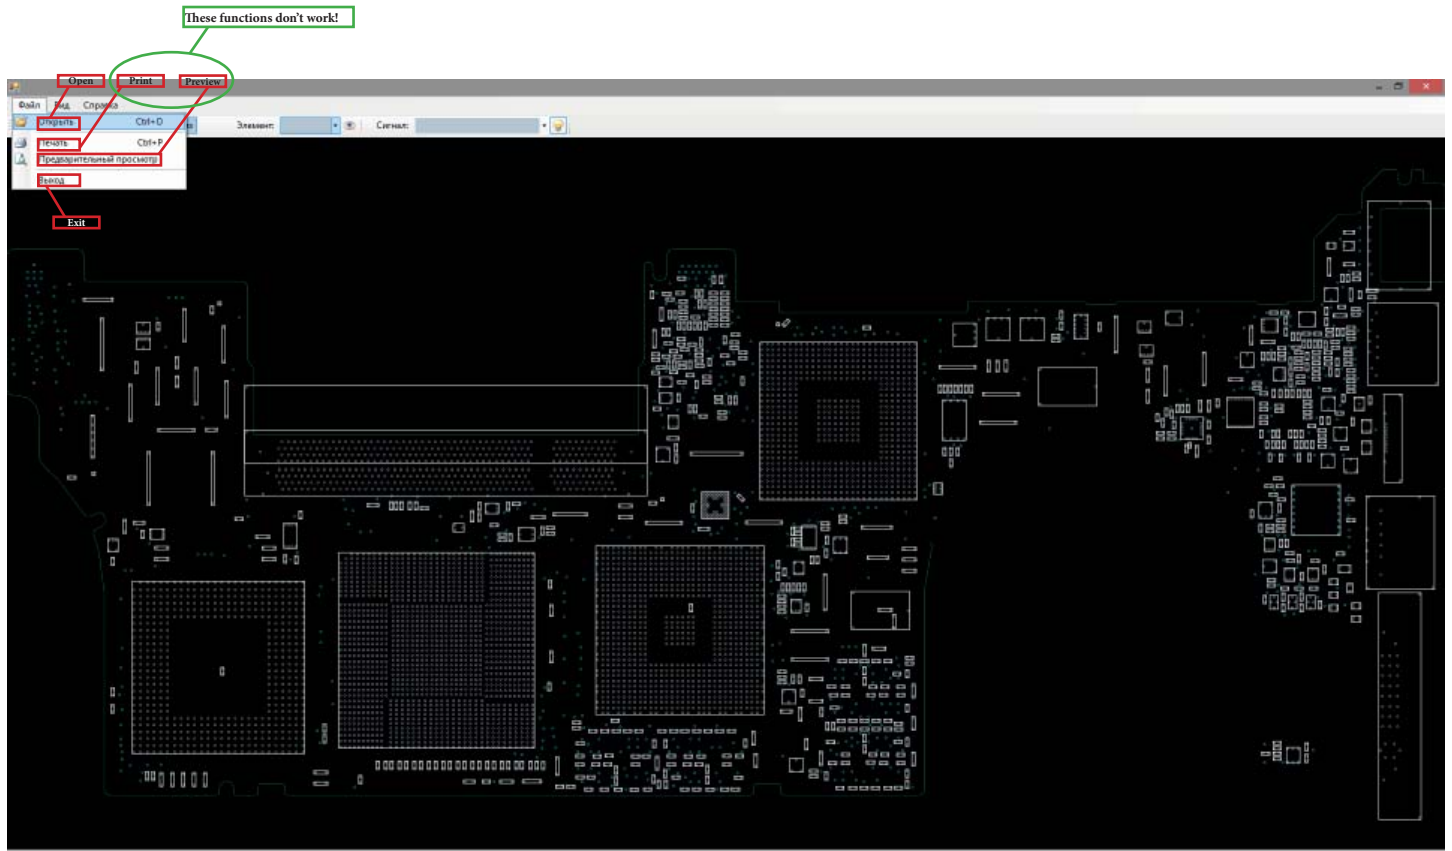 These functions don't work!
Open
Print
Preview
Файл Вид Справка
Открыть Ctrl+O
Элемент:
Сигнал:
Печать Ctrl+P
Предварительный просмотр
Выход
Exit